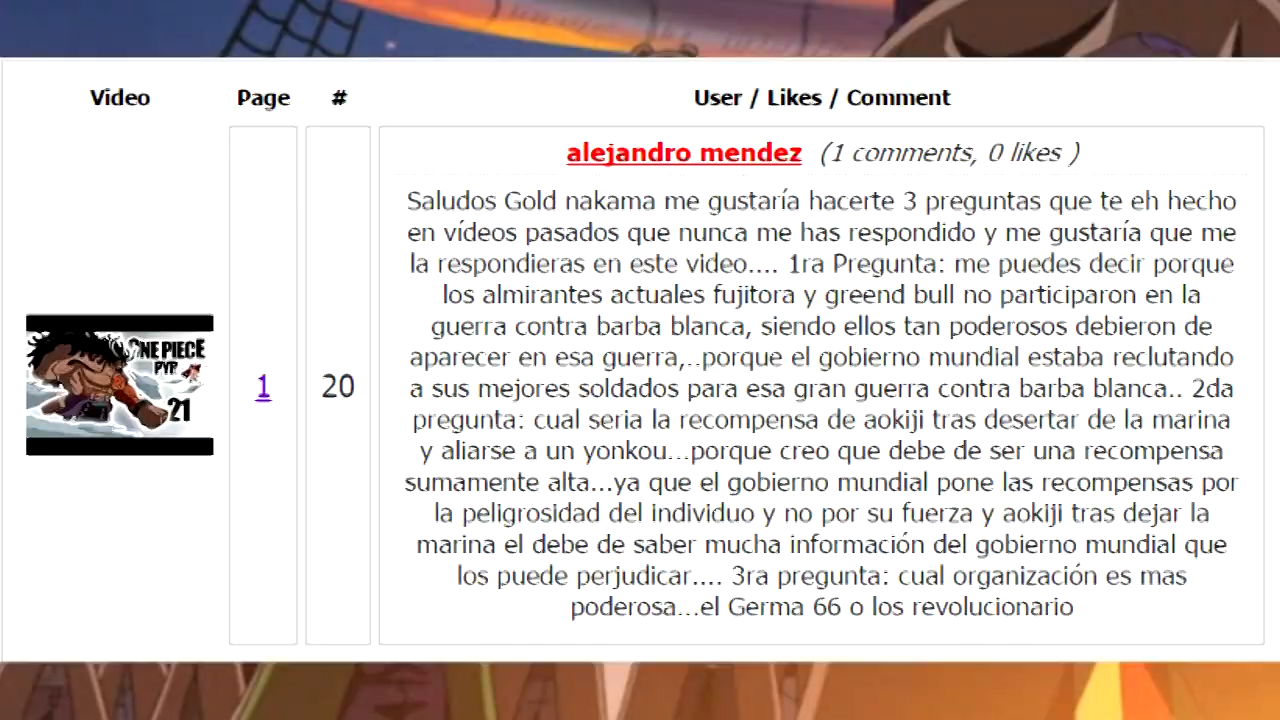 Video Page # User / Likes / Comment
alejandro mendez (1 comments, 0 likes )
Saludos Gold nakama me gustaría hacerte 3 preguntas que te eh hecho
en vídeos pasados que nunca me has respondido y me gustaría que me
la respondieras en este video.... 1ra Pregunta: me puedes decir porque
los almirantes actuales fujitora y greend bull no participaron en la
guerra contra barba blanca, siendo ellos tan poderosos debieron de
aparecer en esa guerra,..porque el gobierno mundial estaba reclutando
a sus mejores soldados para esa gran guerra contra barba blanca.. 2da
pregunta: cual seria la recompensa de aokiji tras desertar de la marina
y aliarse a un yonkou...porque creo que debe de ser una recompensa
sumamente alta...ya que el gobierno mundial pone las recompensas por
la peligrosidad del individuo y no por su fuerza y aokiji tras dejar la
marina el debe de saber mucha información del gobierno mundial que
los puede perjudicar.... 3ra pregunta: cual organización es mas
poderosa...el Germa 66 o los revolucionario
ONE PIECE
PYR
21
1
20